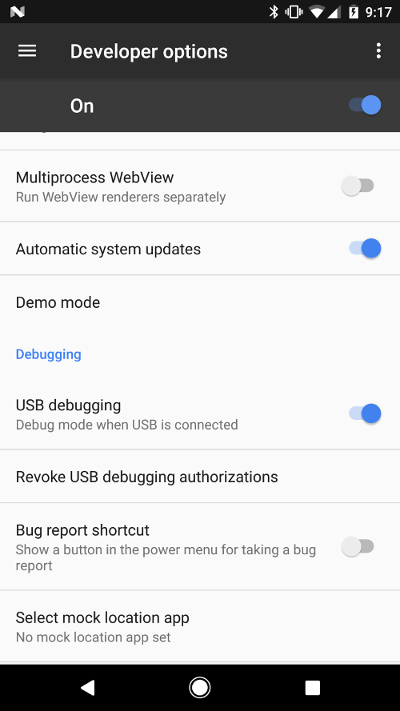 9:17
Developer options
On
Multiprocess WebView
Run WebView renderers separately
Automatic system updates
Demo mode
Debugging
USB debugging
Debug mode when USB is connected
Revoke USB debugging authorizations
Bug report shortcut
Show a button in the power menu for taking a bug
report
Select mock location app
No mock location app set